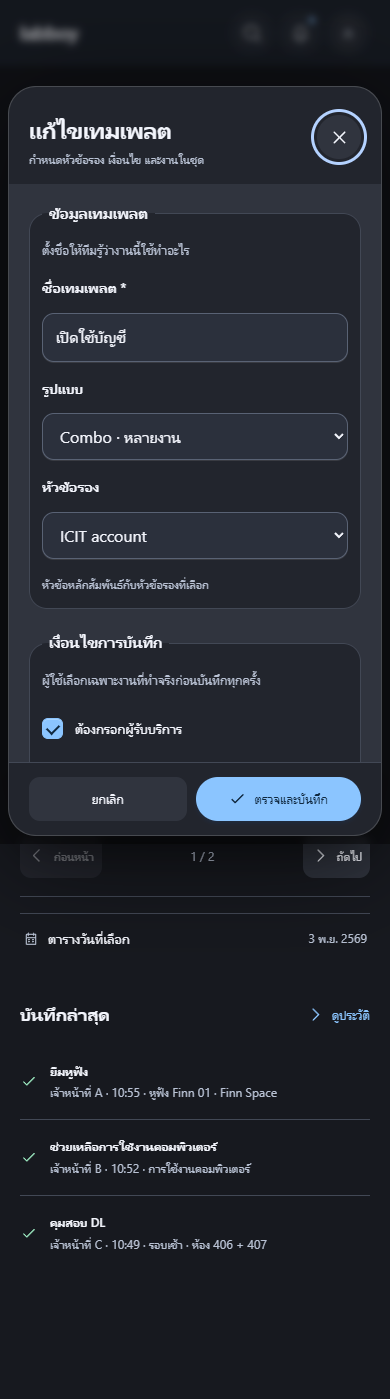 แก้ไขเทมเพลต
กำหนดหัวข้อรอง เงื่อนไข และงานในชุด
ข้อมูลเทมเพลต
ตั้งชื่อให้ทีมรู้ว่างานนี้ใช้ทำอะไร
ชื่อเทมเพลต *
เปิดใช้บัญชี
รูปแบบ
Combo · หลายงาน
หัวข้อรอง
ICIT account
หัวข้อหลักสัมพันธ์กับหัวข้อรองที่เลือก
เงื่อนไขการบันทึก
ผู้ใช้เลือกเฉพาะงานที่ทำจริงก่อนบันทึกทุกครั้ง
ต้องกรอกผู้รับบริการ
ยกเลิก
ตรวจและบันทึก
ก่อนหน้า
1 / 2
ถัดไป
ตารางวันที่เลือก
3 พ.ย. 2569
บันทึกล่าสุด
ดูประวัติ
ยืมหูฟัง
เจ้าหน้าที่ A · 10:55 · หูฟัง Finn 01 · Finn Space
ช่วยเหลือการใช้งานคอมพิวเตอร์
เจ้าหน้าที่ B · 10:52 · การใช้งานคอมพิวเตอร์
คุมสอบ DL
เจ้าหน้าที่ C · 10:49 · รอบเช้า · ห้อง 406 + 407